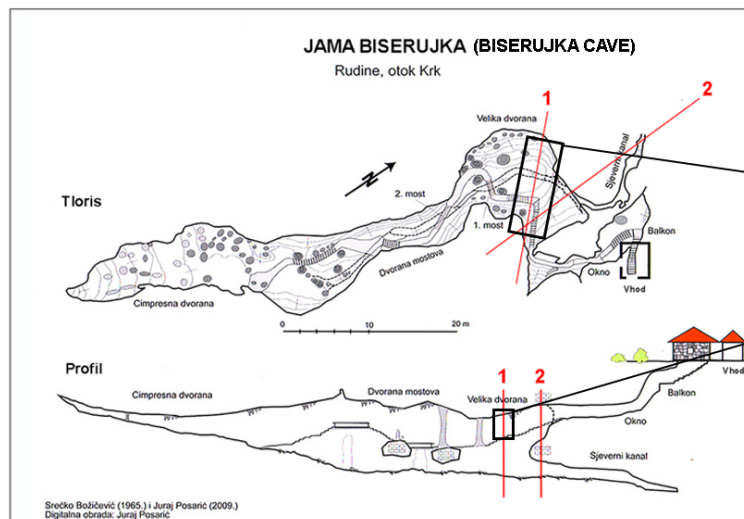 JAMA BISERUJKA (BISERUJKA CAVE)
Rudine, otok Krk
1
2
Velika dvorana
Sjeverni kanal
N
Tloris
2. most
1. most
Balkon
Dvorana mostova
Okno
Vhod
Cimpresna dvorana
0 10 20 m
Profil
1
2
Vhod
Cimpresna dvorana
Dvorana mostova
Velika dvorana
Balkon
Okno
Sjeverni kanal
Srećko Božičević (1965.) i Juraj Posarić (2009.)
Digitalna obrada: Juraj Posarić